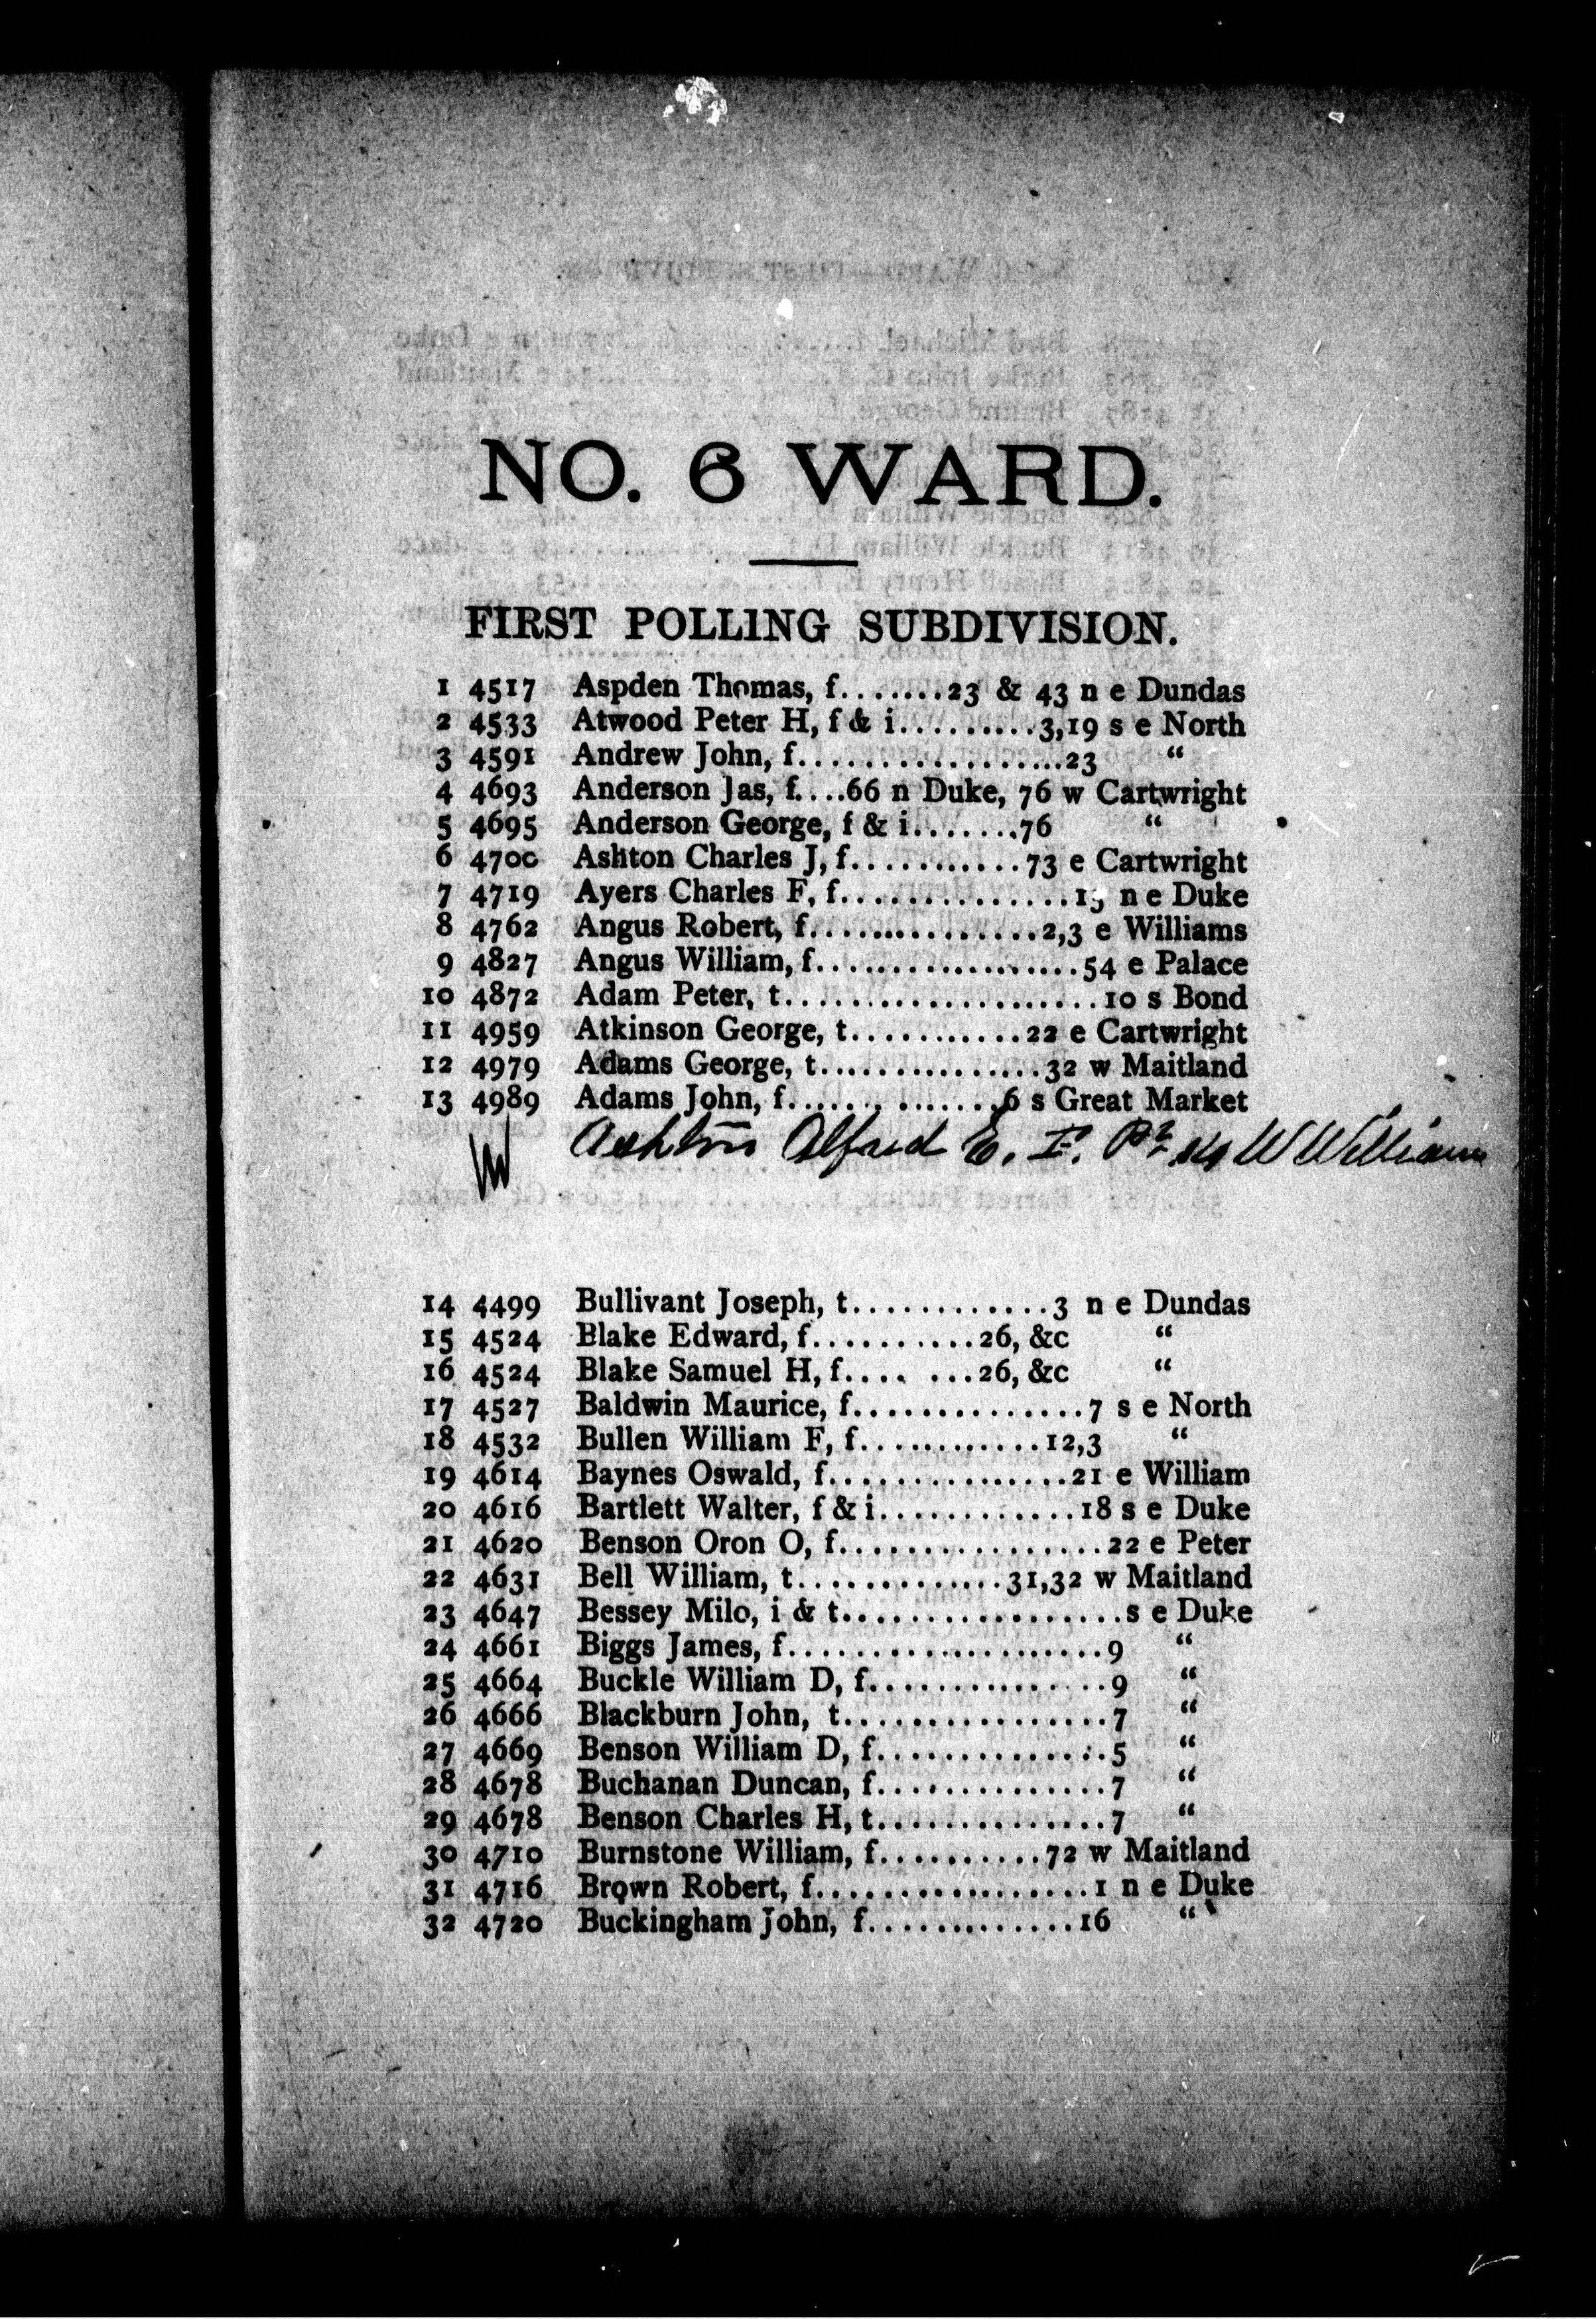 NO. 6 WARD.
FIRST POLLING SUBDIVISION.
1 4517 Aspden Thomas, f.......23 & 43 n e Dundas
2 4533 Atwood Peter H, f & i.........3,19 s e North
3 4591 Andrew John, f..................23 “
4 4693 Anderson Jas, f....66 n Duke, 76 w Cartwright
5 4695 Anderson George, f & i.......76 “
6 4700 Ashton Charles J, f...........73 e Cartwright
7 4719 Ayers Charles F, f.............. n e Duke
8 4762 Angus Robert, f..............2,3 e Williams
9 4827 Angus William, f...................54 e Palace
10 4872 Adam Peter, t.....................10 s Bond
11 4959 Atkinson George, t...........22 e Cartwright
12 4979 Adams George, t..............32 w Maitland
13 4989 Adams John, f...... .......6 s Great Market
Ashton Alfred E. F. W William
14 4499 Bullivant Joseph, t............3 n e Dundas
15 4524 Blake Edward, f..........26, &c “
16 4524 Blake Samuel H, f.... ...26, &c “
17 4527 Baldwin Maurice, f..............7 s e North
18 4532 Bullen William F, f...........12,3 “
19 4614 Baynes Oswald, f...............21 e William
20 4616 Bartlett Walter, f & i............18 s e Duke
21 4620 Benson Oron O, f................22 e Peter
22 4631 Bell William, t.............31,32 w Maitland
23 4647 Bessey Milo, i & t.................s e Duke
24 4661 Biggs James, f....................9 “
25 4664 Buckle William D, f...............9 “
26 4666 Blackburn John, t................7 “
27 4669 Benson William D, f..............5 “
28 4678 Buchanan Duncan, f..............7 “
29 4678 Benson Charles H, t..............7 “
30 4710 Burnstone William, f..........72 w Maitland
31 4716 Brown Robert, f.................1 n e Duke
32 4720 Buckingham John, f.............16 “